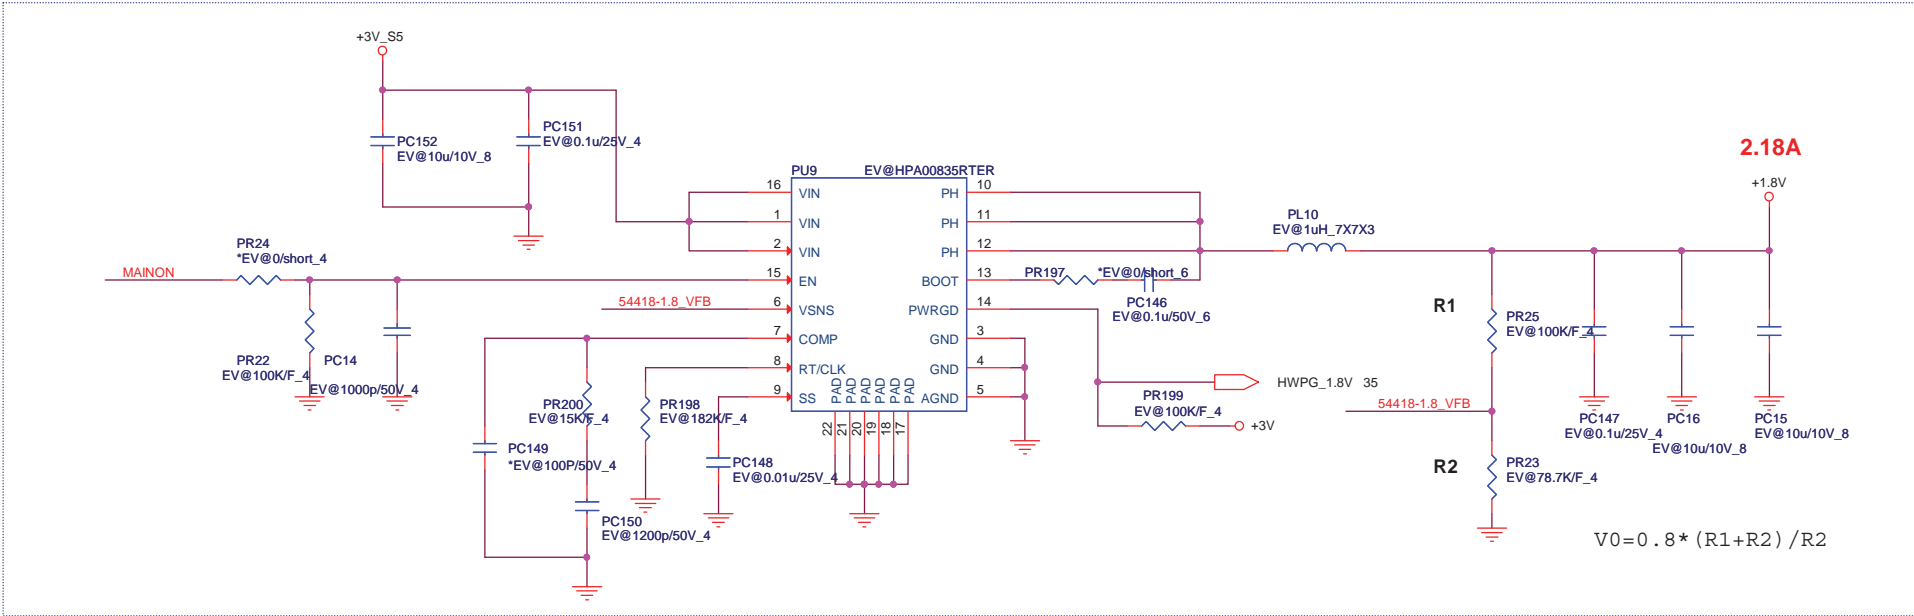 +3V_S5
PC152
EV@10u/10V_8
PC151
EV@0.1u/25V_4
2.18A
+1.8V
PU9
EV@HPA00835RTER
16 VIN
1 VIN
2 VIN
15 EN
6 VSNS
7 COMP
8 RT/CLK
9 SS
PH 10
PH 11
PH 12
BOOT 13
PWRGD 14
GND 3
GND 4
AGND 5
PAD PAD PAD PAD PAD PAD
22 21 20 19 18 17
PR24
*EV@0/short_4
MAINON
PR22
EV@100K/F_4
PC14
EV@1000p/50V_4
54418-1.8_VFB
PR200
EV@15K/F_4
PC149
*EV@100P/50V_4
PC150
EV@1200p/50V_4
PR198
EV@182K/F_4
PC148
EV@0.01u/25V_4
PL10
EV@1uH_7X7X3
PR197
*EV@0/short_6
PC146
EV@0.1u/50V_6
HWPG_1.8V 35
PR199
EV@100K/F_4
+3V
R1
PR25
EV@100K/F_4
54418-1.8_VFB
R2
PR23
EV@78.7K/F_4
PC147
EV@0.1u/25V_4
PC16
EV@10u/10V_8
PC15
EV@10u/10V_8
V0=0.8*(R1+R2)/R2